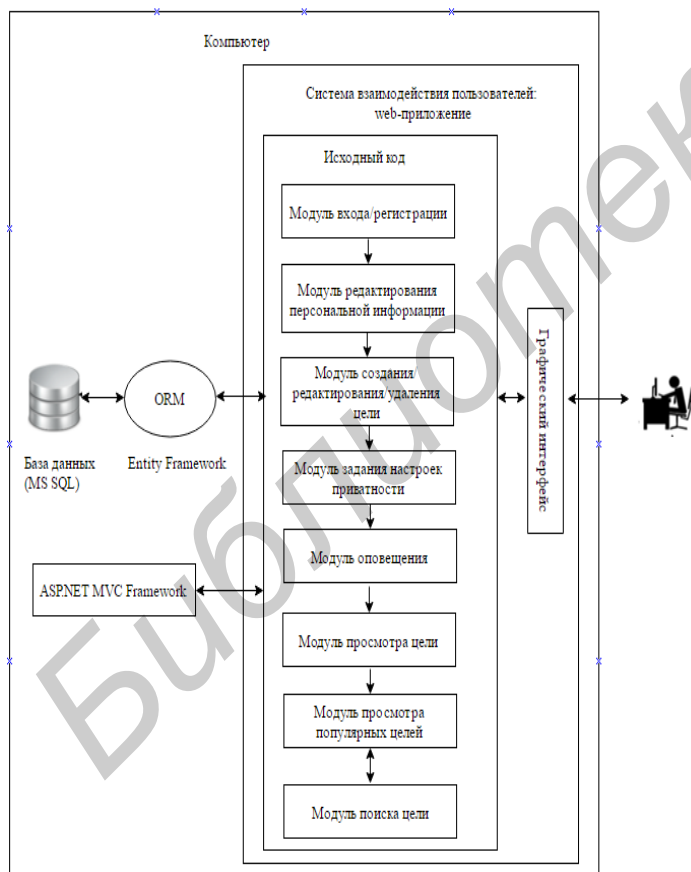 Компьютер
Система взаимодействия пользователей:
web-приложение
Исходный код
Модуль входа/регистрации
Модуль редактирования
персональной информации
Модуль создания/
редактирования/удаления
цели
Модуль задания настроек
приватности
Модуль оповещения
Модуль просмотра цели
Модуль просмотра
популярных целей
Модуль поиска цели
Графический интерфейс
ORM
База данных
(MS SQL)
Entity Framework
ASP.NET MVC Framework
Библиотек